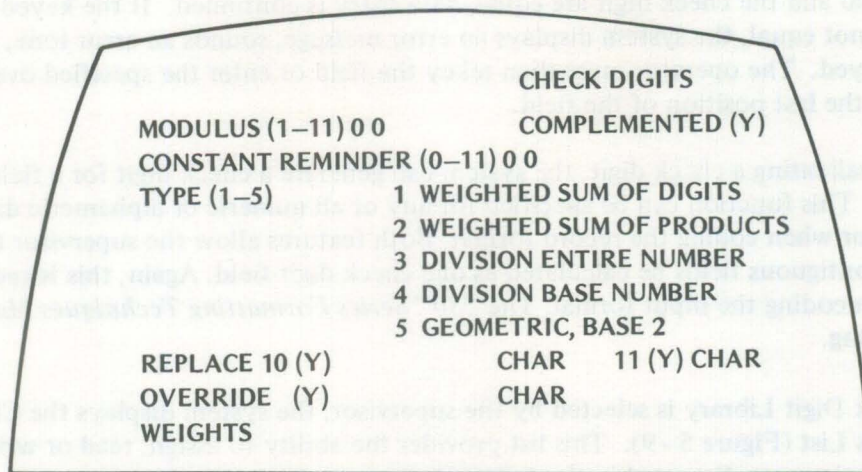 CHECK DIGITS
MODULUS (1–11) 0 0 COMPLEMENTED (Y)
CONSTANT REMINDER (0–11) 0 0
TYPE (1–5) 1 WEIGHTED SUM OF DIGITS
2 WEIGHTED SUM OF PRODUCTS
3 DIVISION ENTIRE NUMBER
4 DIVISION BASE NUMBER
5 GEOMETRIC, BASE 2
REPLACE 10 (Y) CHAR 11 (Y) CHAR
OVERRIDE (Y) CHAR
WEIGHTS